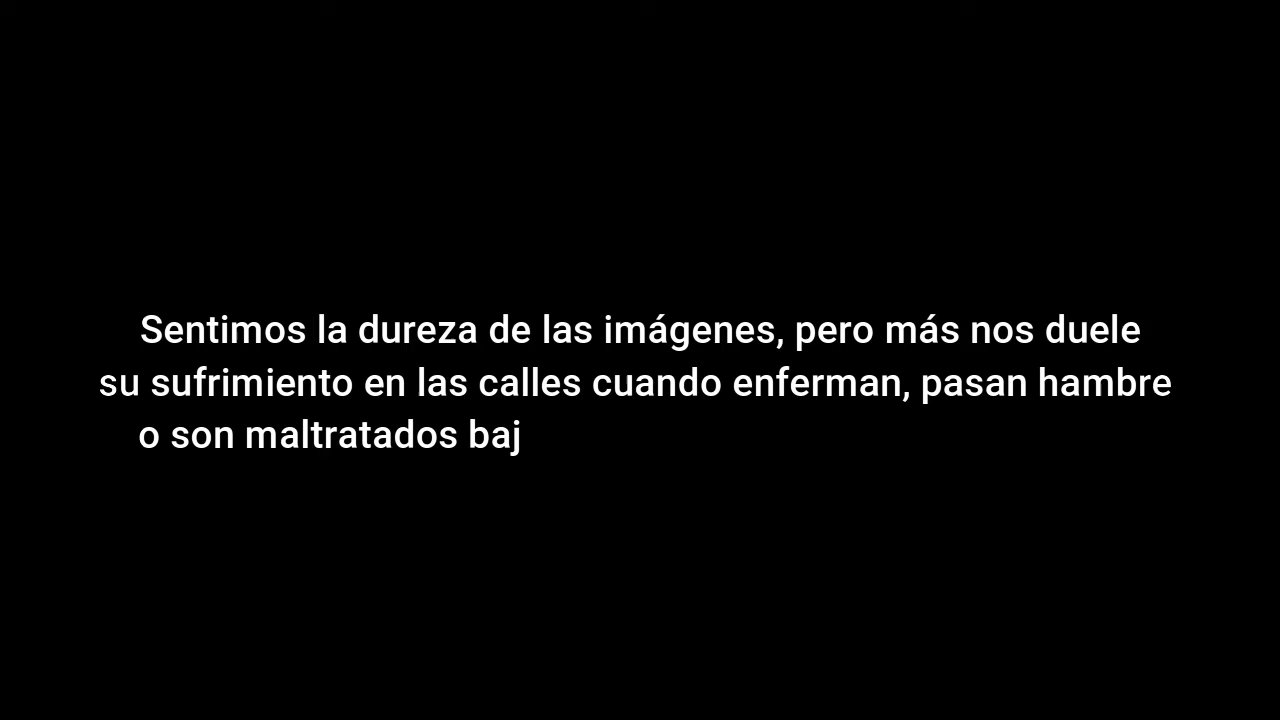 Sentimos la dureza de las imágenes, pero más nos duele
su sufrimiento en las calles cuando enferman, pasan hambre
o son maltratados baj